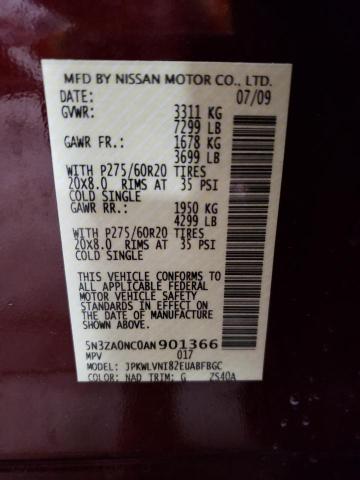 MFD BY NISSAN MOTOR CO., LTD.
DATE: 07/09
GVWR: 3311 KG
7299 LB
GAWR FR.: 1678 KG
3699 LB
WITH P275/60R20 TIRES
20X8.0 RIMS AT 35 PSI
COLD SINGLE
GAWR RR.: 1950 KG
4299 LB
WITH P275/60R20 TIRES
20X8.0 RIMS AT 35 PSI
COLD SINGLE
THIS VEHICLE CONFORMS TO
ALL APPLICABLE FEDERAL
MOTOR VEHICLE SAFETY
STANDARDS IN EFFECT ON
THE DATE OF MANUFACTURE
SHOWN ABOVE.
5N3ZA0NC0AN901366
MPV 017
MODEL: JPKWLVNI82EUABFBGC
COLOR: NAD TRIM: G ZS40A